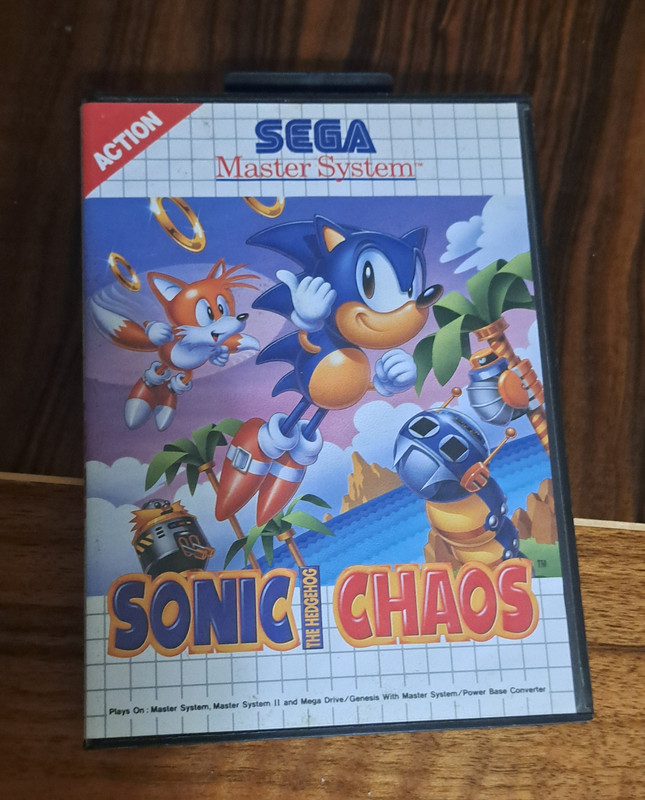 ACTION
SEGA
Master System™
SONIC THE HEDGEHOG CHAOS™
Plays On : Master System, Master System II and Mega Drive/Genesis With Master System/Power Base Converter